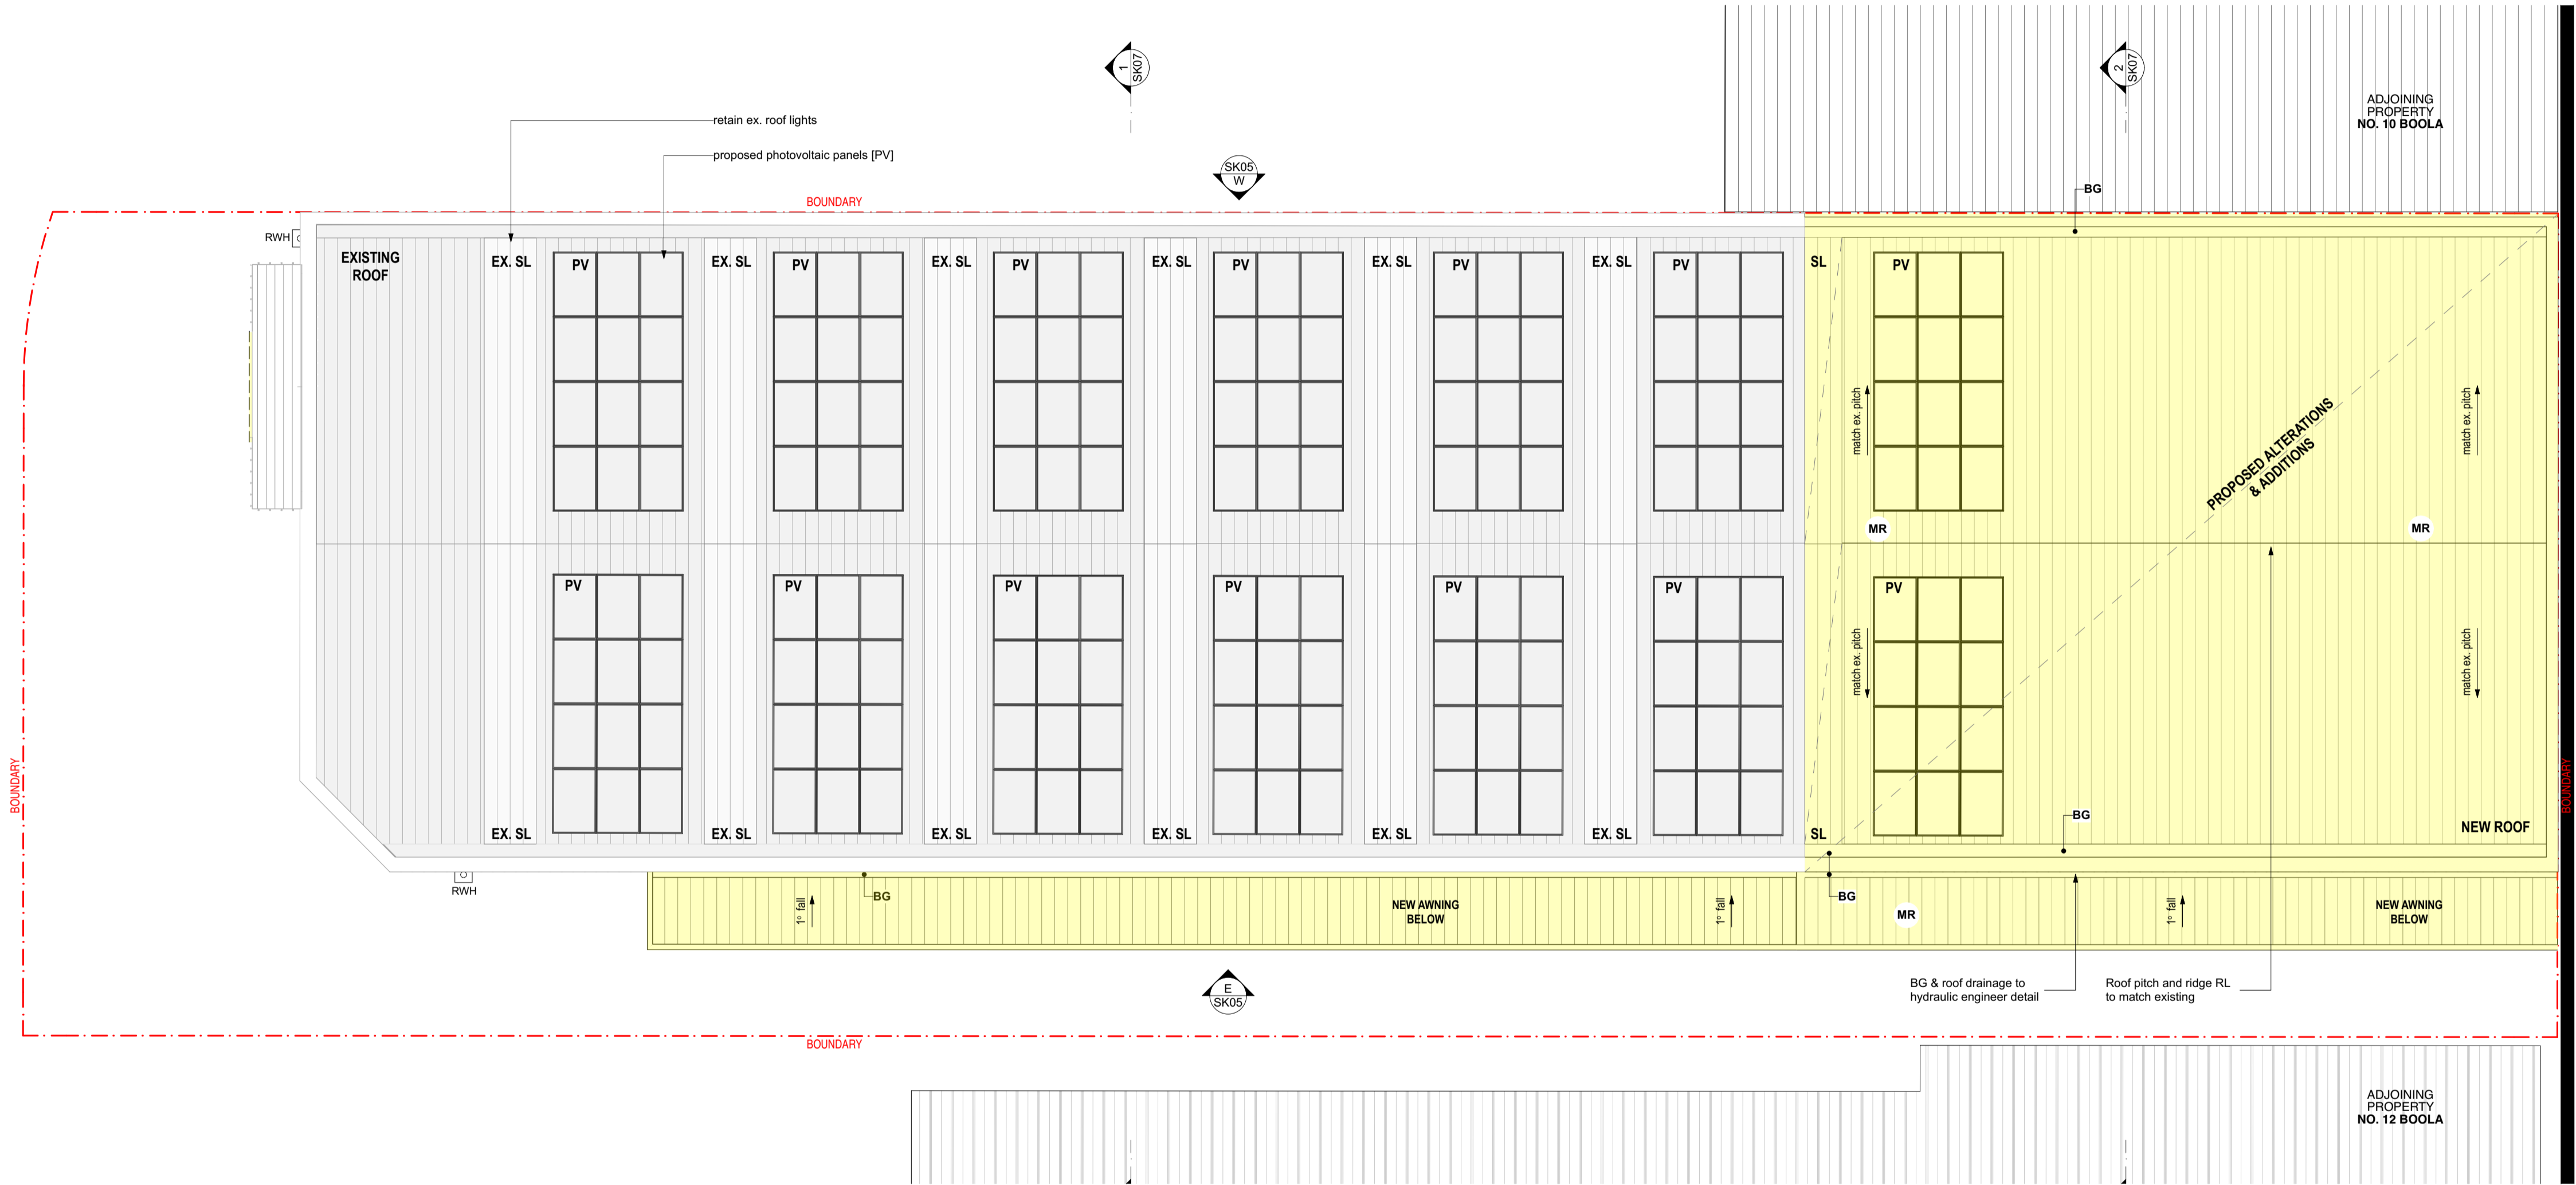 1
SK07
2
SK07
ADJOINING
PROPERTY
NO. 10 BOOLA
retain ex. roof lights
proposed photovoltaic panels [PV]
SK05
W
BG
BOUNDARY
RWH
EXISTING
ROOF
EX. SL
PV
EX. SL
PV
EX. SL
PV
EX. SL
PV
EX. SL
PV
EX. SL
PV
SL
PV
match ex. pitch
match ex. pitch
PROPOSED ALTERATIONS
& ADDITIONS
MR
MR
PV
PV
PV
PV
PV
PV
PV
match ex. pitch
match ex. pitch
BOUNDARY
BOUNDARY
EX. SL
EX. SL
EX. SL
EX. SL
EX. SL
EX. SL
SL
BG
NEW ROOF
RWH
1° fall
BG
NEW AWNING
BELOW
1° fall
BG
MR
1° fall
NEW AWNING
BELOW
E
SK05
BG & roof drainage to
hydraulic engineer detail
Roof pitch and ridge RL
to match existing
BOUNDARY
ADJOINING
PROPERTY
NO. 12 BOOLA